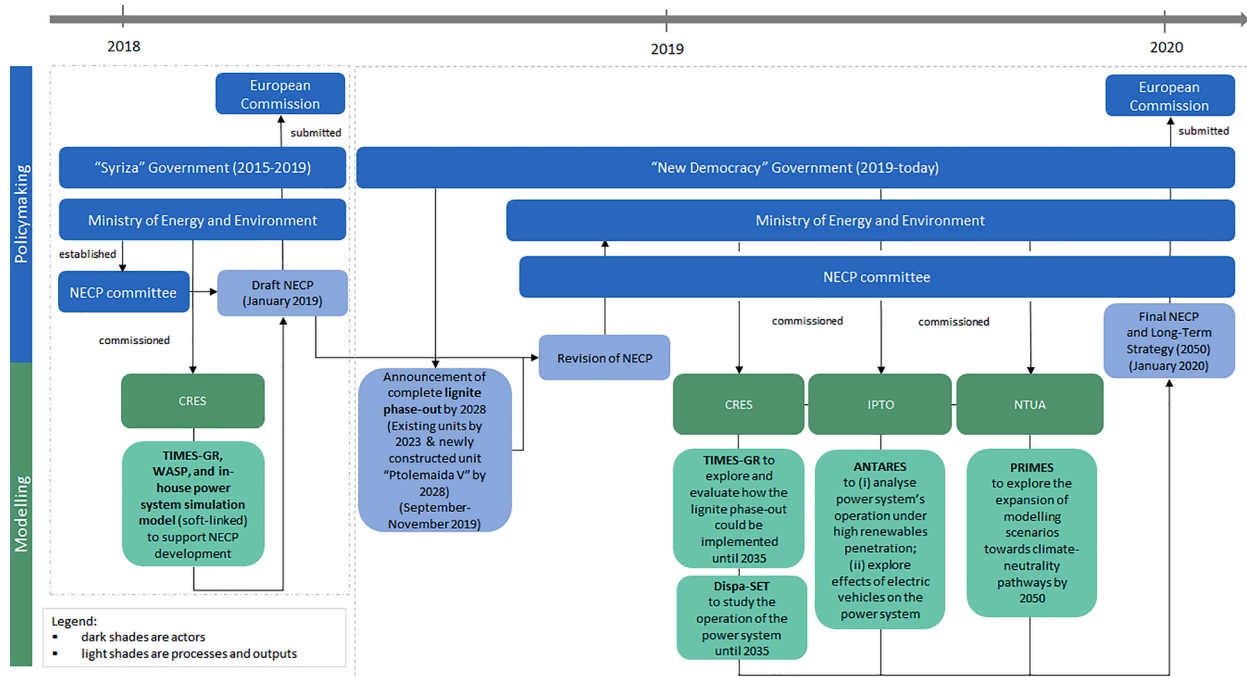 2018
2019
2020
Policymaking
Modelling
European
Commission
submitted
"Syriza" Government (2015-2019)
Ministry of Energy and Environment
established
NECP committee
Draft NECP
(January 2019)
commissioned
CRES
TIMES-GR,
WASP, and in-
house power
system simulation
model (soft-linked)
to support NECP
development
European
Commission
submitted
"New Democracy" Government (2019-today)
Ministry of Energy and Environment
NECP committee
Revision of NECP
Announcement of
complete lignite
phase-out by 2028
(Existing units by
2023 & newly
constructed unit
"Ptolemaida V" by
2028)
(September-
November 2019)
commissioned
commissioned
Final NECP
and Long-Term
Strategy (2050)
(January 2020)
CRES
IPTO
NTUA
TIMES-GR to
explore and
evaluate how the
lignite phase-out
could be
implemented
until 2035
Dispa-SET
to study the
operation of the
power system
until 2035
ANTARES
to (i) analyse
power system's
operation under
high renewables
penetration;
(ii) explore
effects of electric
vehicles on the
power system
PRIMES
to explore the
expansion of
modelling
scenarios
towards climate-
neutrality
pathways by
2050
Legend:
▪ dark shades are actors
▪ light shades are processes and outputs